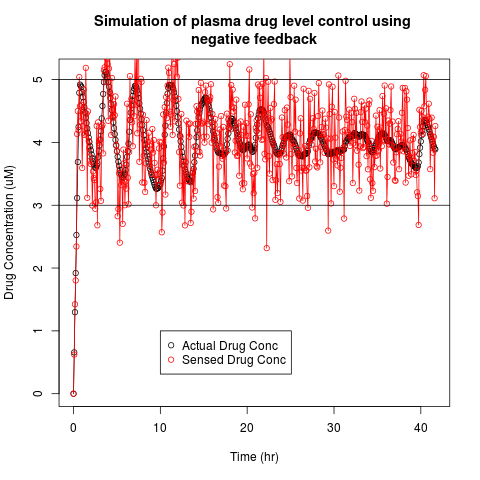 Simulation of plasma drug level control using
negative feedback
Drug Concentration (uM)
5
4
3
2
1
0
Actual Drug Conc
Sensed Drug Conc
0 10 20 30 40
Time (hr)